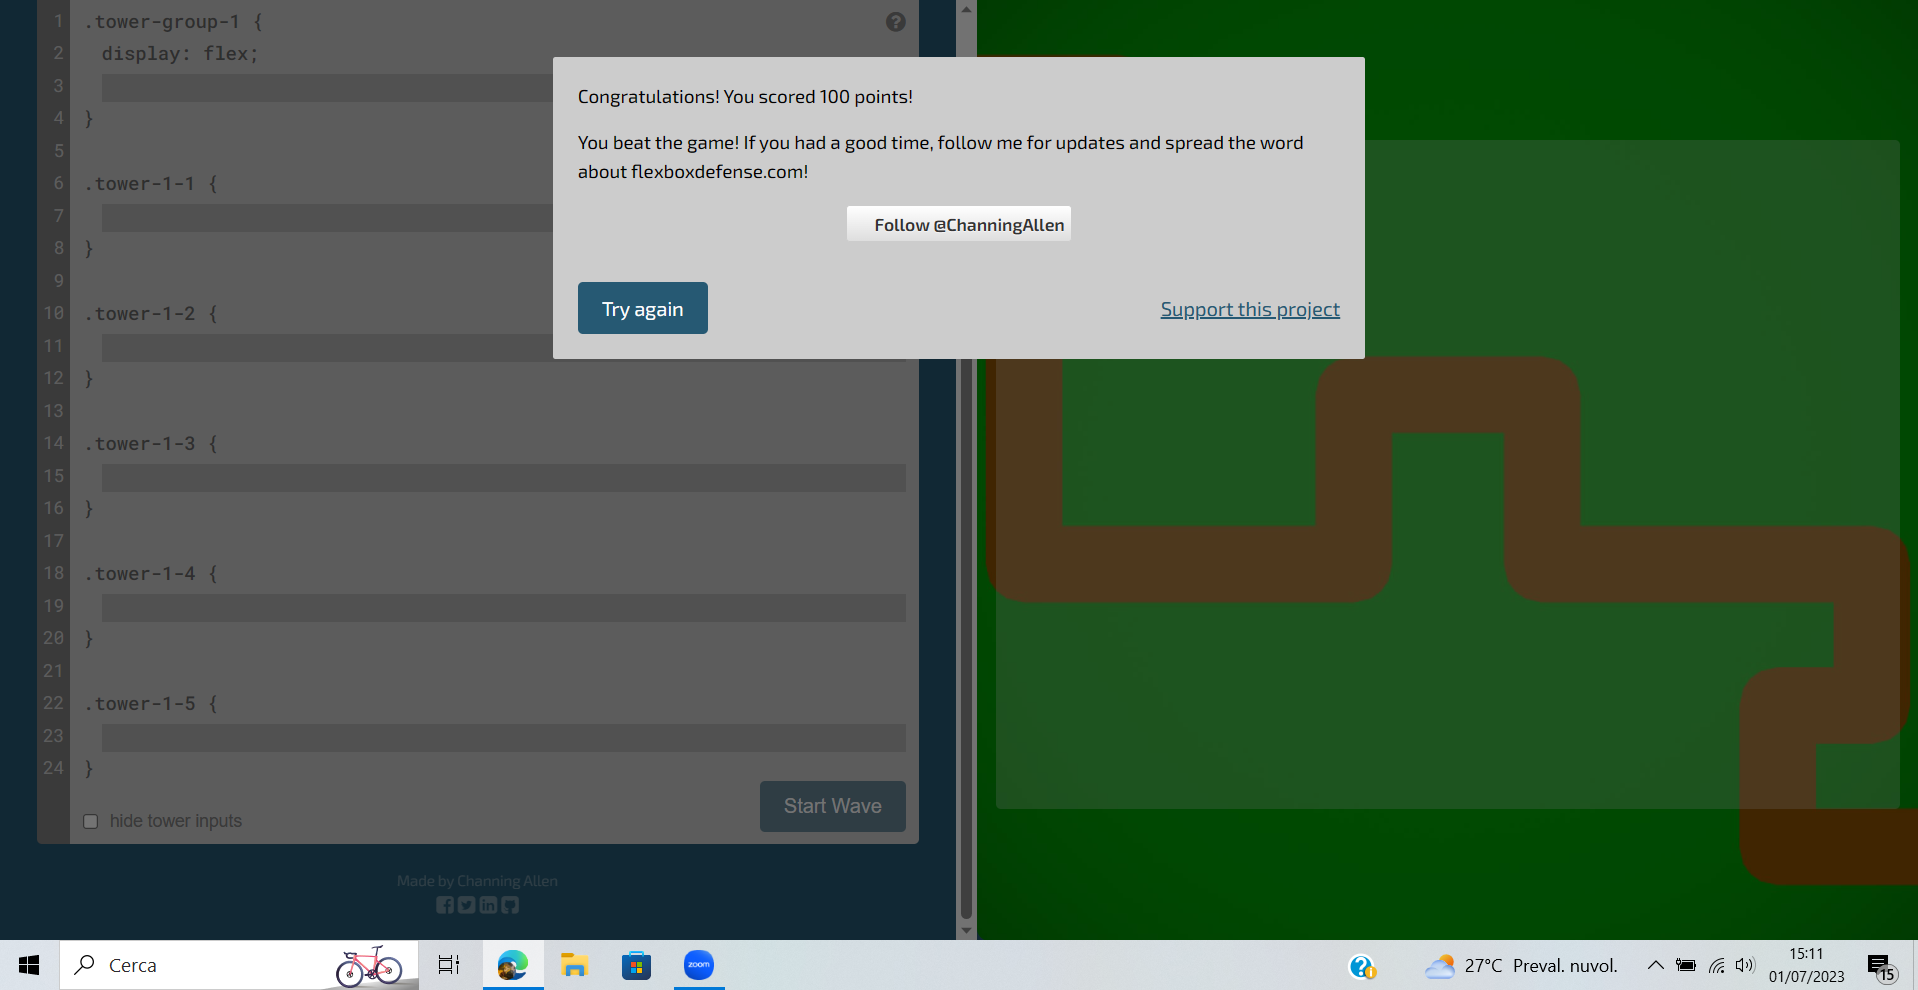 1 .tower-group-1 {
2 display: flex;
3
4 }
5
6 .tower-1-1 {
7
8 }
9
10 .tower-1-2 {
11
12 }
13
14 .tower-1-3 {
15
16 }
17
18 .tower-1-4 {
19
20 }
21
22 .tower-1-5 {
23
24 }
hide tower inputs
Start Wave
Made by Channing Allen
Congratulations! You scored 100 points!
You beat the game! If you had a good time, follow me for updates and spread the word
about flexboxdefense.com!
Follow @ChanningAllen
Try again
Support this project
Cerca
zoom
27°C Preval. nuvol.
15:11
01/07/2023
15